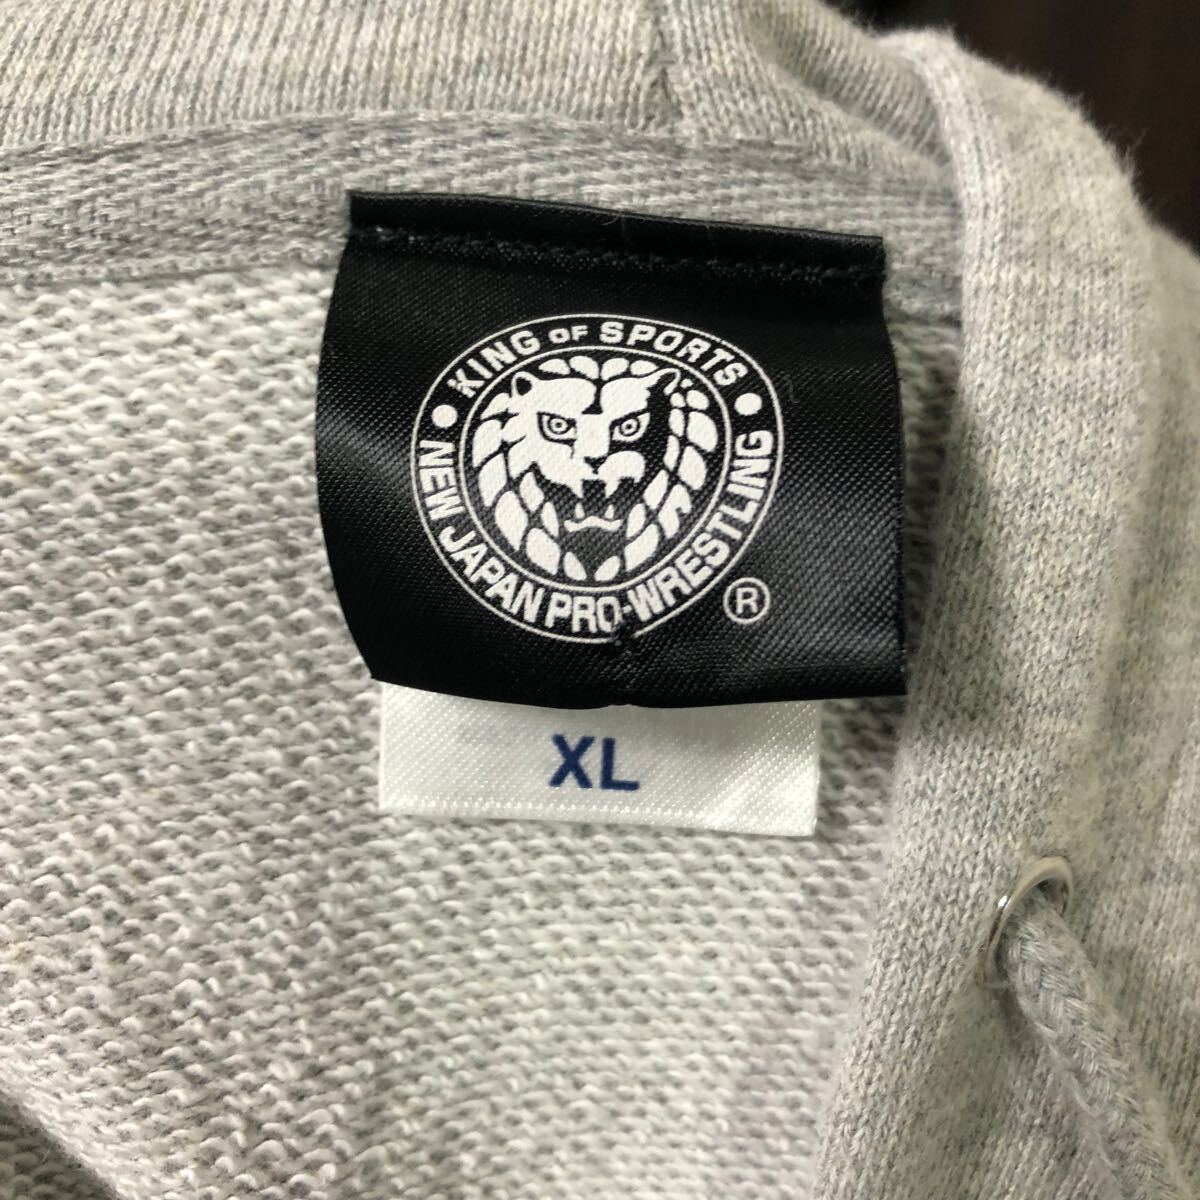 KING OF SPORTS
NEW JAPAN PRO-WRESTLING
®
XL